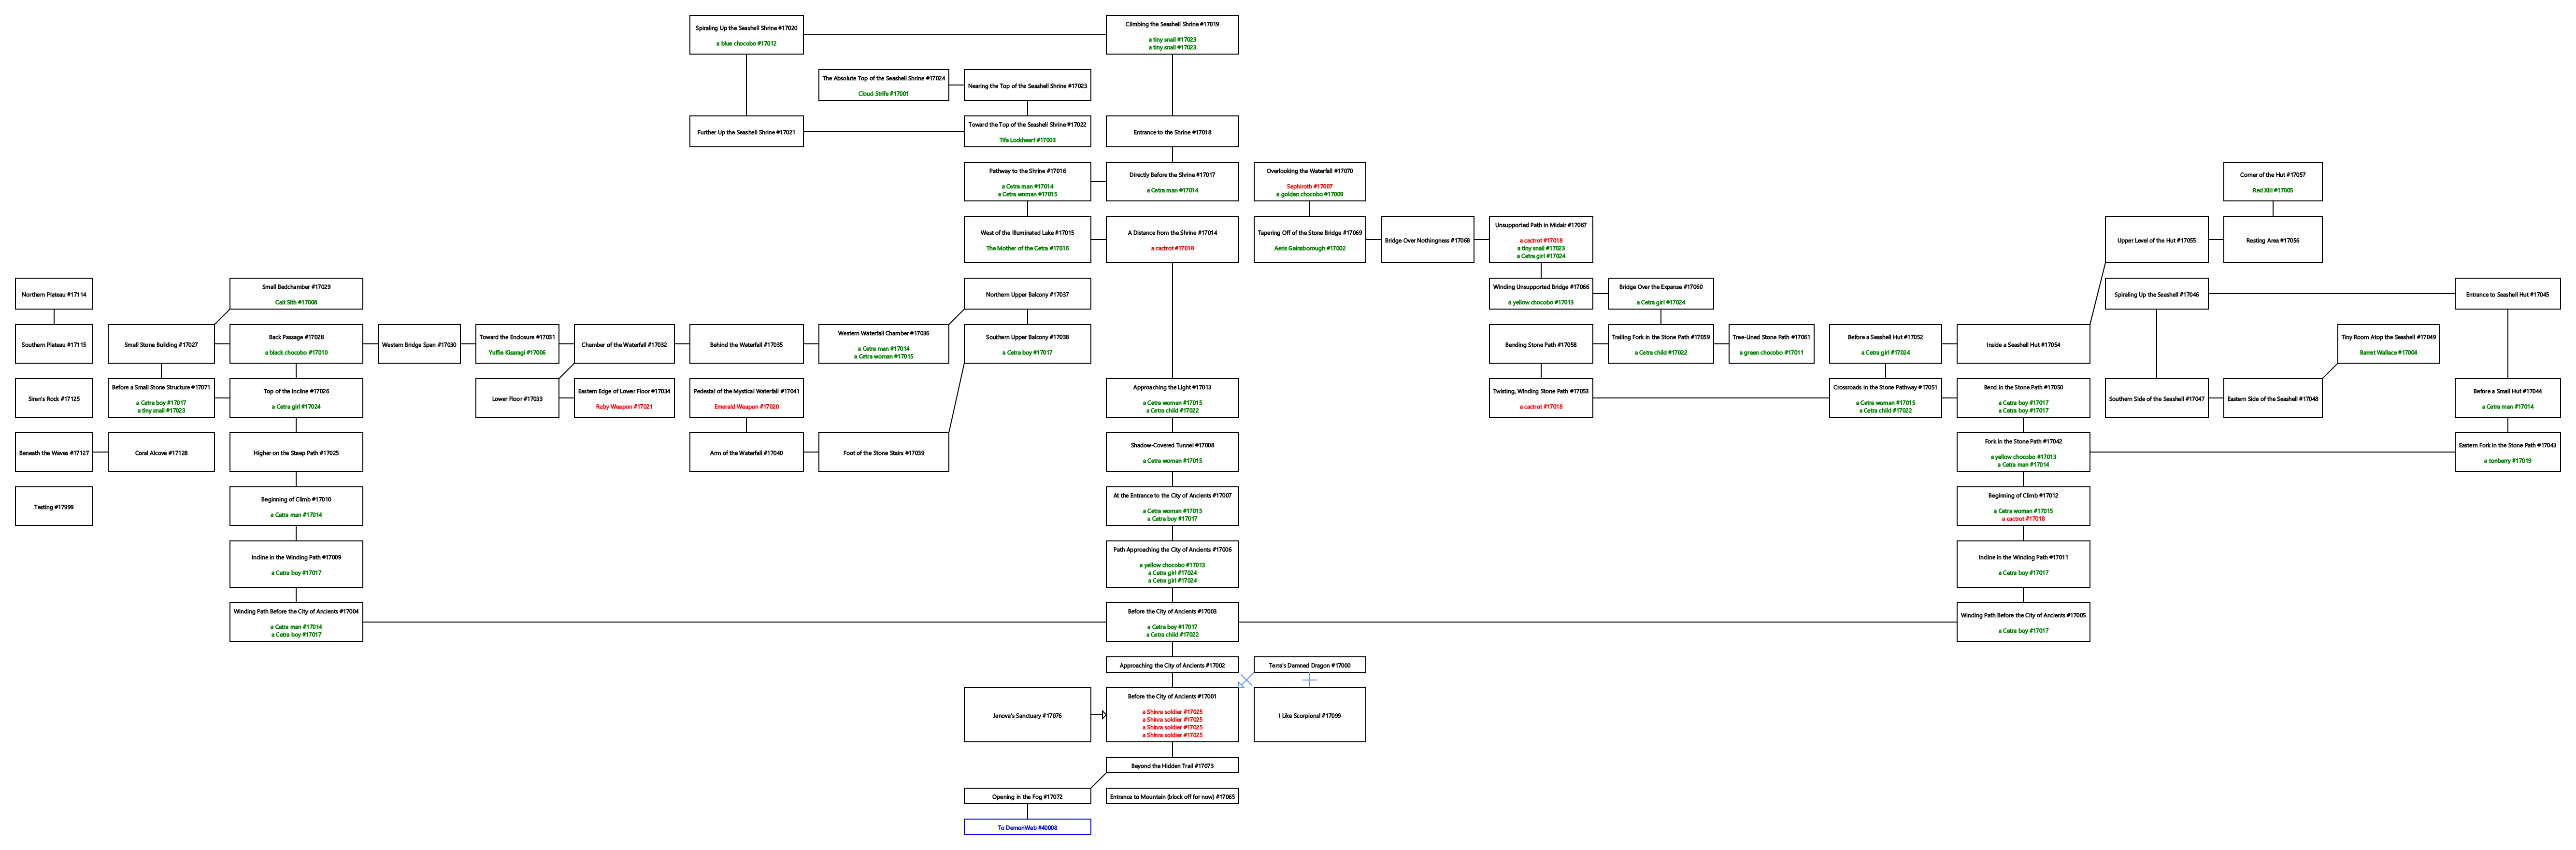 Spiraling Up the Seashell Shrine #17020
a blue chocobo #17012
Climbing the Seashell Shrine #17019
a tiny snail #17023
a tiny snail #17023
The Absolute Top of the Seashell Shrine #17024
Cloud Strife #17001
Nearing the Top of the Seashell Shrine #17023
Further Up the Seashell Shrine #17021
Toward the Top of the Seashell Shrine #17022
Tifa Lockheart #17003
Entrance to the Shrine #17018
Pathway to the Shrine #17016
a Cetra man #17014
a Cetra woman #17015
Directly Before the Shrine #17017
a Cetra man #17014
Overlooking the Waterfall #17070
Sephiroth #17007
a golden chocobo #17009
Corner of the Hut #17057
Red XIII #17005
West of the Illuminated Lake #17015
The Mother of the Cetra #17016
A Distance from the Shrine #17014
a cactrot #17018
Tapering Off of the Stone Bridge #17069
Aeris Gainsborough #17002
Bridge Over Nothingness #17068
Unsupported Path in Midair #17067
a cactrot #17018
a tiny snail #17023
a Cetra girl #17024
Upper Level of the Hut #17055
Resting Area #17056
Northern Plateau #17114
Small Bedchamber #17029
Cait Sith #17008
Northern Upper Balcony #17037
Winding Unsupported Bridge #17066
a yellow chocobo #17013
Bridge Over the Expanse #17060
a Cetra girl #17024
Spiraling Up the Seashell #17046
Entrance to Seashell Hut #17045
Southern Plateau #17115
Small Stone Building #17027
Back Passage #17028
a black chocobo #17010
Western Bridge Span #17030
Toward the Enclosure #17031
Yuffie Kisaragi #17006
Chamber of the Waterfall #17032
Behind the Waterfall #17035
Western Waterfall Chamber #17036
a Cetra man #17014
a Cetra woman #17015
Southern Upper Balcony #17038
a Cetra boy #17017
Bending Stone Path #17058
Trailing Fork in the Stone Path #17059
a Cetra child #17022
Tree-Lined Stone Path #17061
a green chocobo #17011
Before a Seashell Hut #17052
a Cetra girl #17024
Inside a Seashell Hut #17054
Tiny Room Atop the Seashell #17049
Barret Wallace #17004
Siren's Rock #17125
Before a Small Stone Structure #17071
a Cetra boy #17017
a tiny snail #17023
Top of the Incline #17026
a Cetra girl #17024
Lower Floor #17033
Eastern Edge of Lower Floor #17034
Ruby Weapon #17021
Pedestal of the Mystical Waterfall #17041
Emerald Weapon #17020
Approaching the Light #17013
a Cetra woman #17015
a Cetra child #17022
Twisting, Winding Stone Path #17053
a cactrot #17018
Crossroads in the Stone Pathway #17051
a Cetra woman #17015
a Cetra child #17022
Bend in the Stone Path #17050
a Cetra boy #17017
a Cetra boy #17017
Southern Side of the Seashell #17047
Eastern Side of the Seashell #17048
Before a Small Hut #17044
a Cetra man #17014
Beneath the Waves #17127
Coral Alcove #17128
Higher on the Steep Path #17025
Arm of the Waterfall #17040
Foot of the Stone Stairs #17039
Shadow-Covered Tunnel #17008
a Cetra woman #17015
Fork in the Stone Path #17042
a yellow chocobo #17013
a Cetra man #17014
Eastern Fork in the Stone Path #17043
a tonberry #17019
Testing #17999
Beginning of Climb #17010
a Cetra man #17014
At the Entrance to the City of Ancients #17007
a Cetra woman #17015
a Cetra boy #17017
Beginning of Climb #17012
a Cetra woman #17015
a cactrot #17018
Incline in the Winding Path #17009
a Cetra boy #17017
Path Approaching the City of Ancients #17006
a yellow chocobo #17013
a Cetra girl #17024
a Cetra girl #17024
Incline in the Winding Path #17011
a Cetra boy #17017
Winding Path Before the City of Ancients #17004
a Cetra man #17014
a Cetra boy #17017
Before the City of Ancients #17003
a Cetra boy #17017
a Cetra child #17022
Winding Path Before the City of Ancients #17005
a Cetra boy #17017
Approaching the City of Ancients #17002
Terra's Damned Dragon #17000
Jenova's Sanctuary #17076
Before the City of Ancients #17001
a Shinra soldier #17025
a Shinra soldier #17025
a Shinra soldier #17025
a Shinra soldier #17025
I Like Scorpions! #17099
Beyond the Hidden Trail #17073
Opening in the Fog #17072
Entrance to Mountain (block off for now) #17065
To DemonWeb #40008